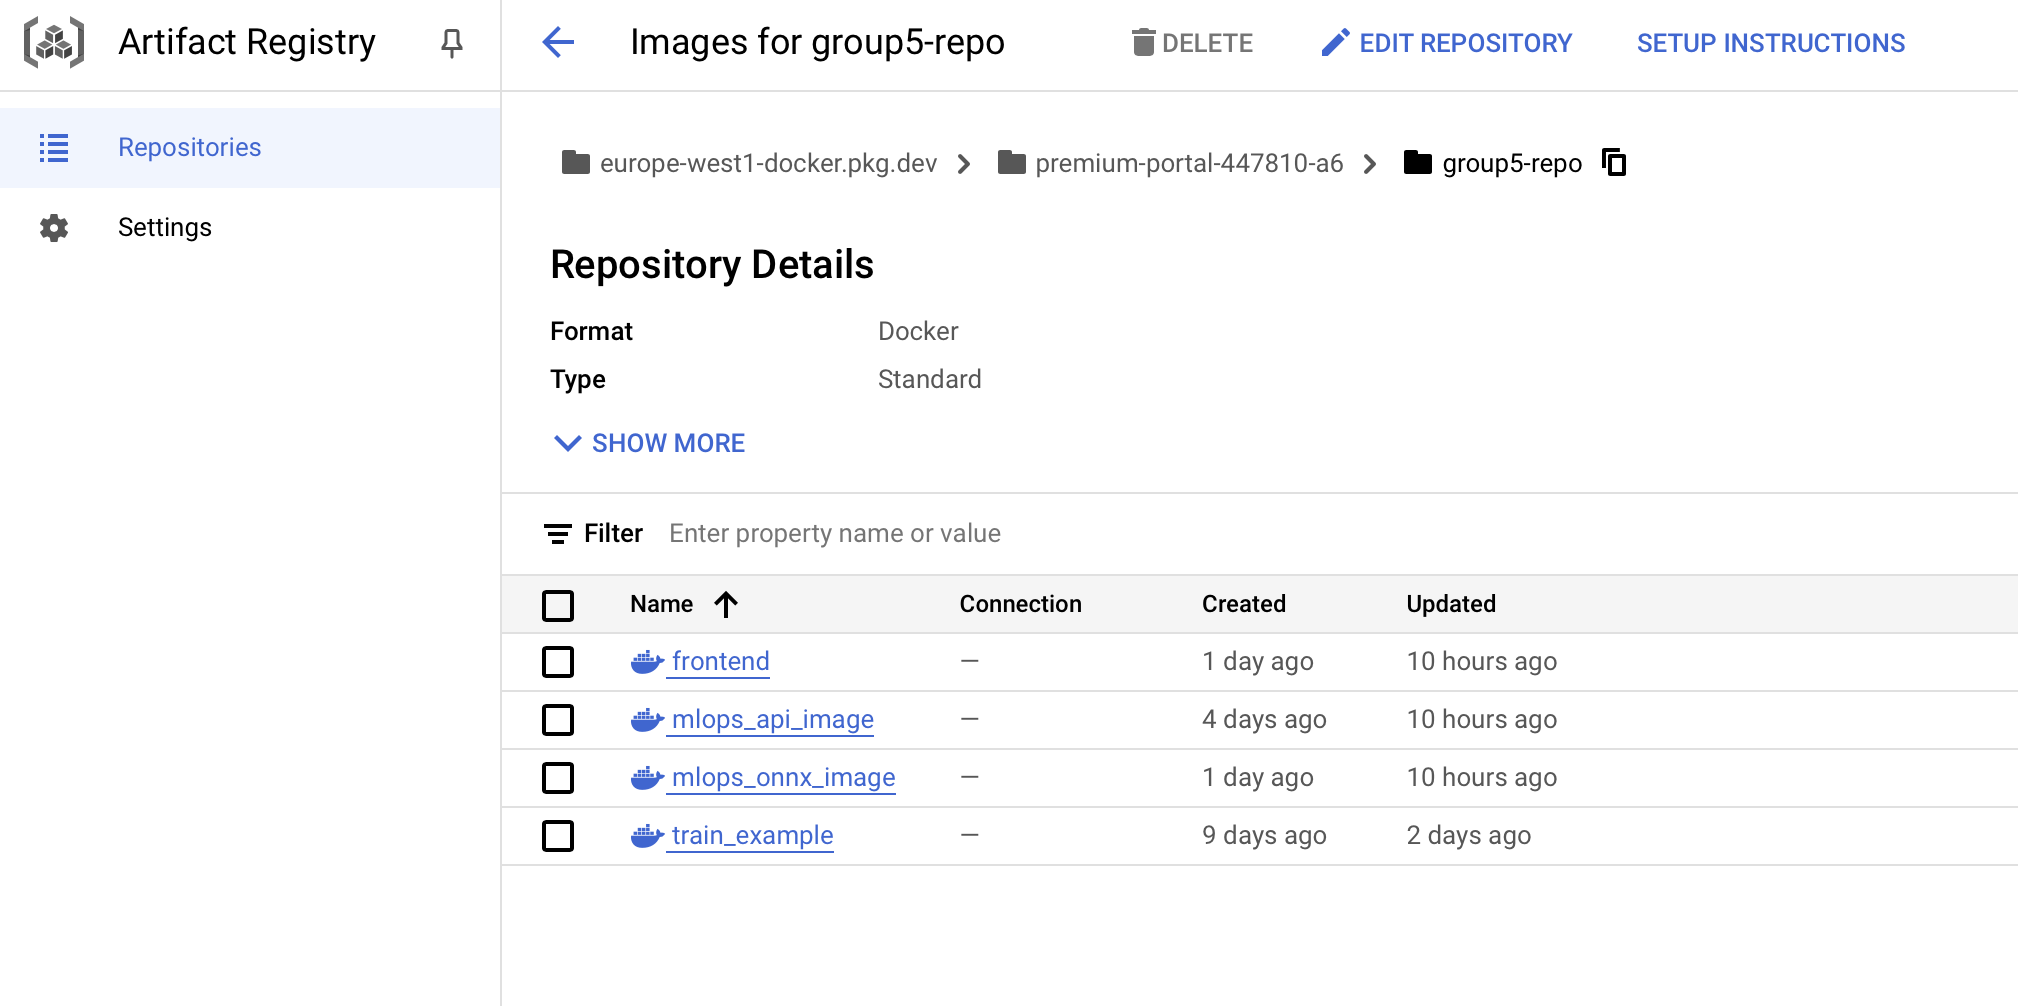 Artifact Registry
Images for group5-repo
DELETE
EDIT REPOSITORY
SETUP INSTRUCTIONS
Repositories
Settings
europe-west1-docker.pkg.dev
premium-portal-447810-a6
group5-repo
Repository Details
Format Docker
Type Standard
SHOW MORE
Filter Enter property name or value
Name Connection Created Updated
frontend — 1 day ago 10 hours ago
mlops_api_image — 4 days ago 10 hours ago
mlops_onnx_image — 1 day ago 10 hours ago
train_example — 9 days ago 2 days ago